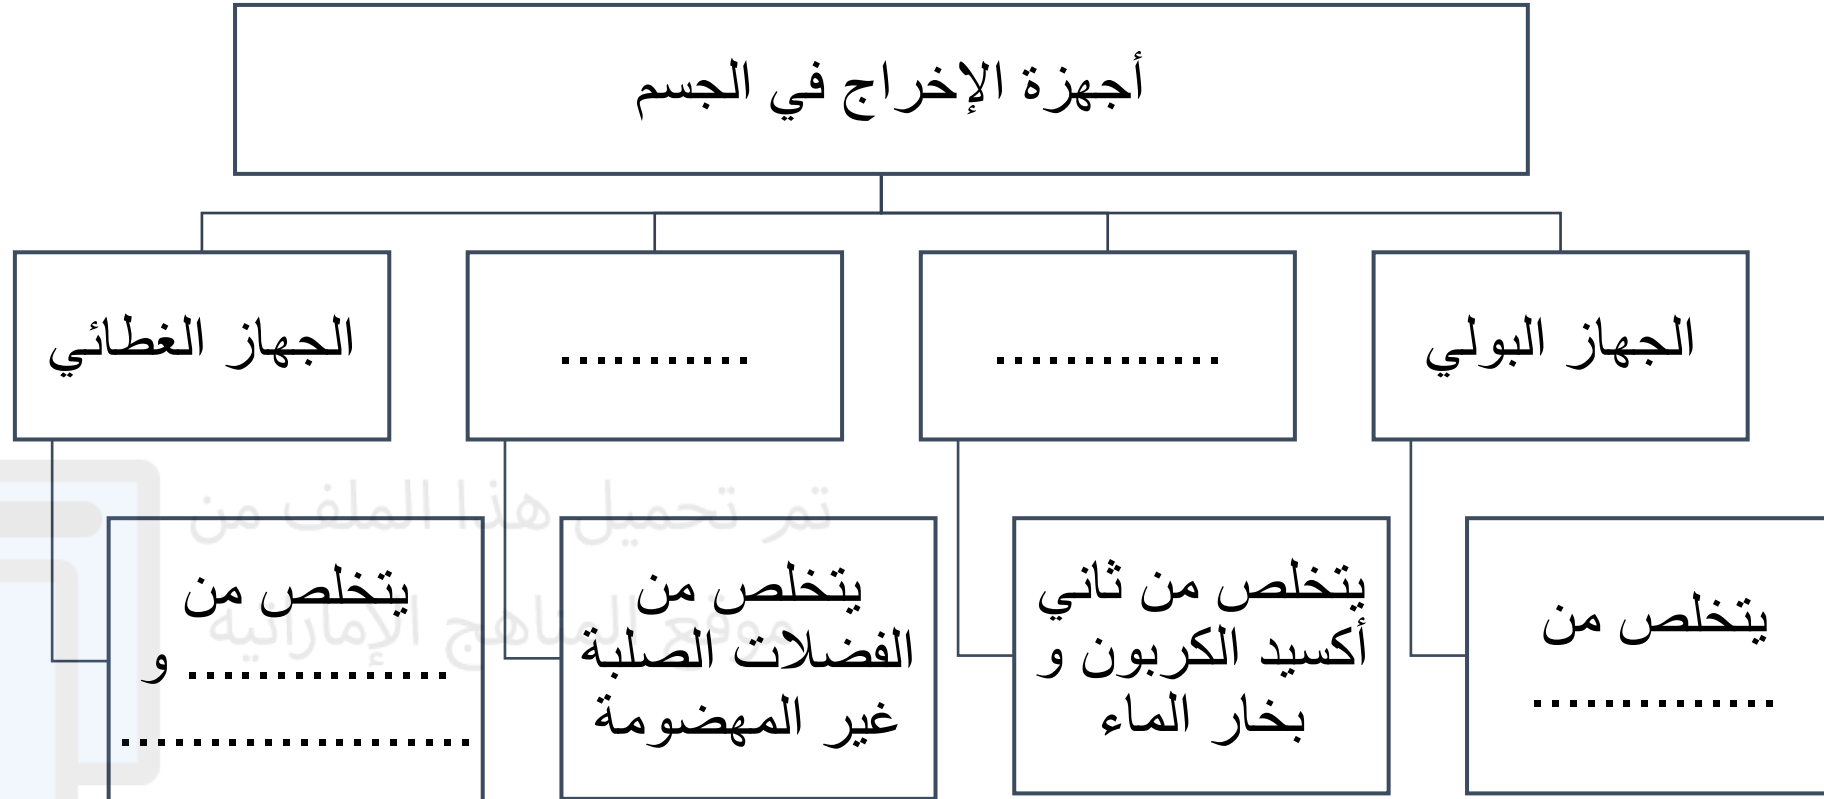 أجهزة الإخراج في الجسم
الجهاز البولي
.............
...........
الجهاز الغطائي
يتخلص من
..............
يتخلص من ثاني
أكسيد الكربون و
بخار الماء
يتخلص من
الفضلات الصلبة
غير المهضومة
يتخلص من
............... و
....................
تم تحميل هذا الملف من
موقع المناهج الإماراتية